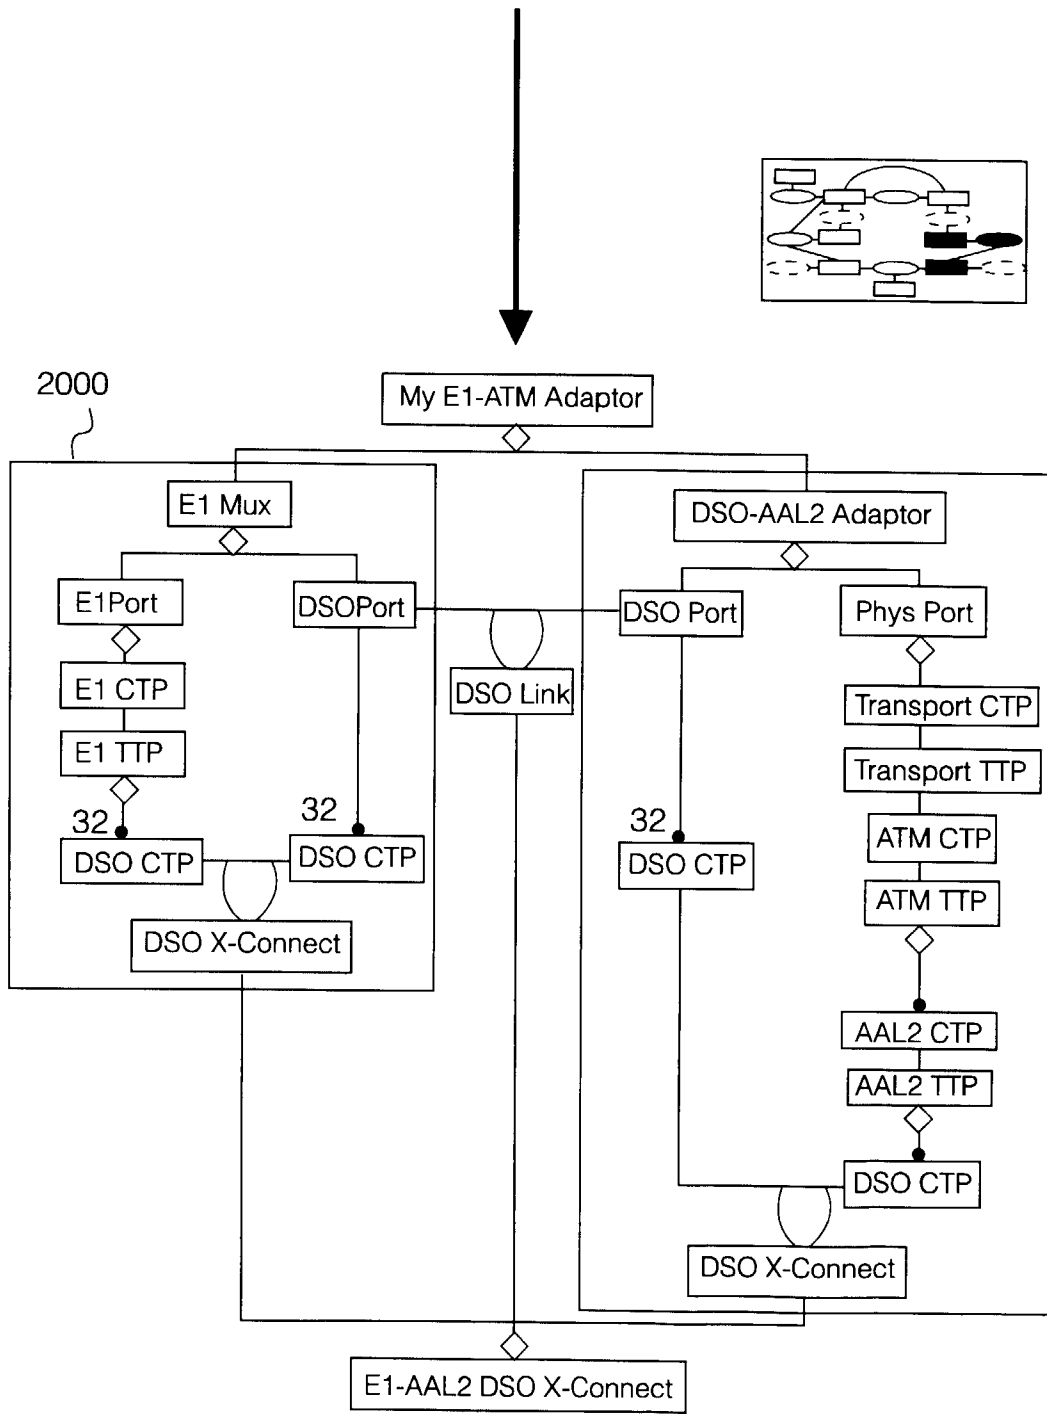 2000
My E1-ATM Adaptor
E1 Mux
DSO-AAL2 Adaptor
E1Port
DSOPort
DSO Port
Phys Port
E1 CTP
DSO Link
Transport CTP
E1 TTP
Transport TTP
32
32
32
DSO CTP
DSO CTP
DSO CTP
ATM CTP
ATM TTP
DSO X-Connect
AAL2 CTP
AAL2 TTP
DSO CTP
DSO X-Connect
E1-AAL2 DSO X-Connect